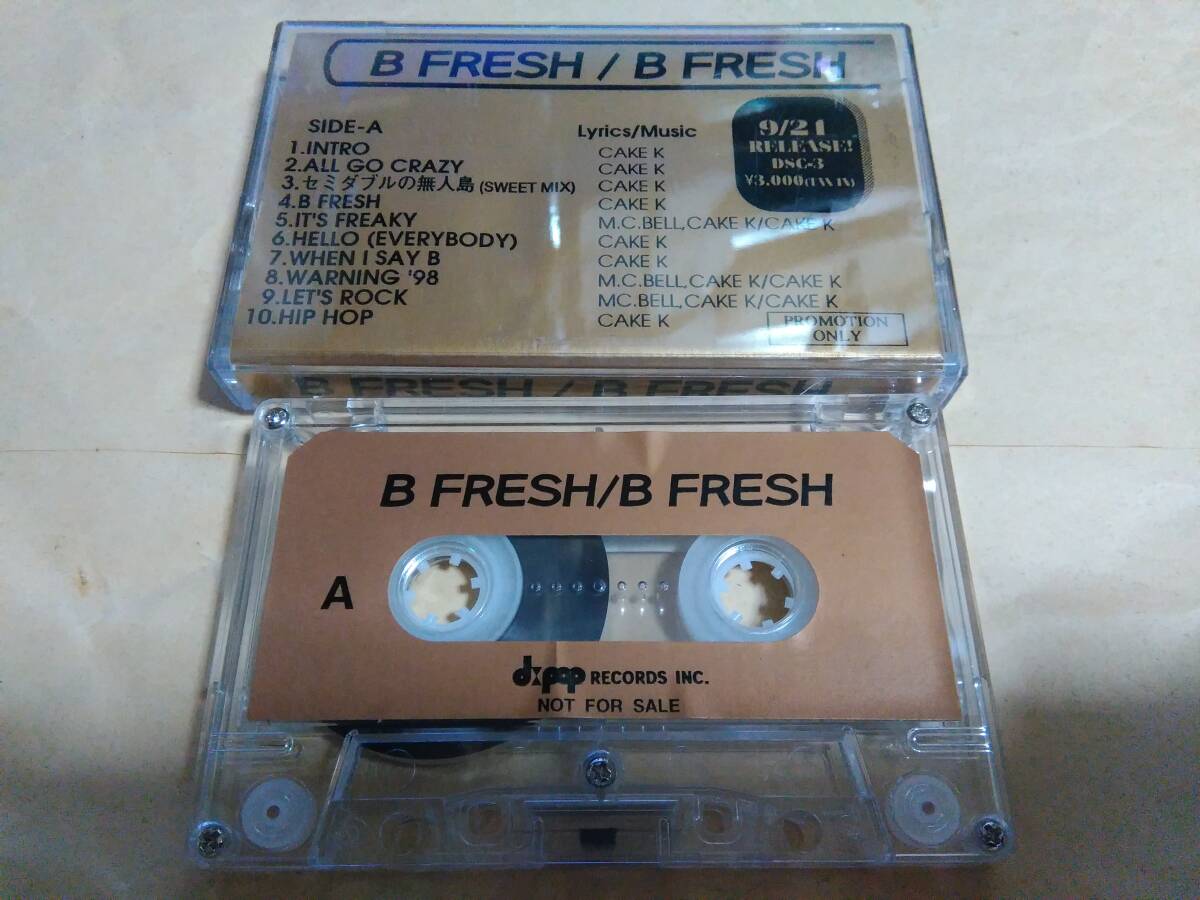 B FRESH / B FRESH
SIDE-A Lyrics/Music
1.INTRO CAKE K
2.ALL GO CRAZY CAKE K
3.セミダブルの無人島 (SWEET MIX) CAKE K
4.B FRESH CAKE K
5.IT'S FREAKY M.C.BELL,CAKE K/CAKE K
6.HELLO (EVERYBODY) CAKE K
7.WHEN I SAY B CAKE K
8.WARNING '98 M.C.BELL,CAKE K/CAKE K
9.LET'S ROCK MC.BELL,CAKE K/CAKE K
10.HIP HOP CAKE K
9/21
RELEASE!
DSC-3
¥3,000(TAX IN)
PROMOTION
ONLY
B FRESH / B FRESH
B FRESH/B FRESH
A
d:pop RECORDS INC.
NOT FOR SALE